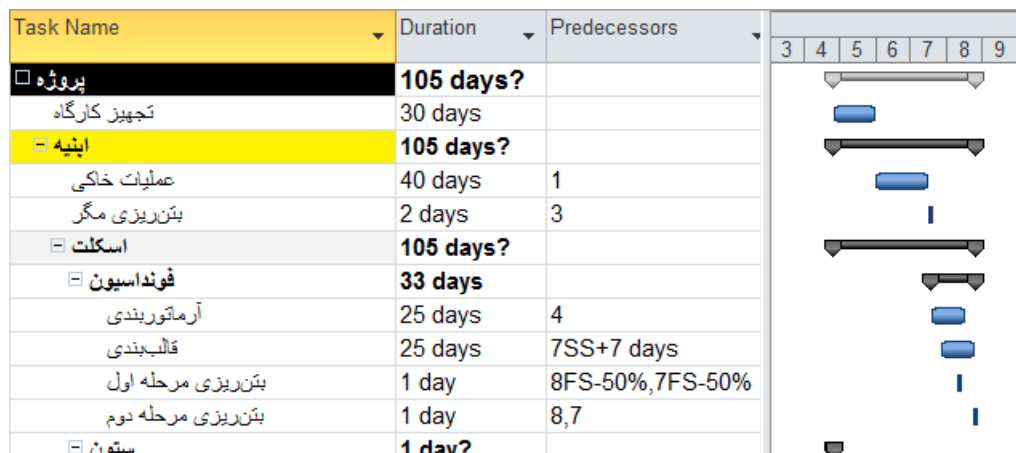 Task Name Duration Predecessors
3 4 5 6 7 8 9
پروژه 105 days?
تجهیز کارگاه 30 days
ابنیه 105 days?
عملیات خاکی 40 days 1
بتن‌ریزی مگر 2 days 3
اسکلت 105 days?
فونداسیون 33 days
آرماتوربندی 25 days 4
قالب‌بندی 25 days 7SS+7 days
بتن‌ریزی مرحله اول 1 day 8FS-50%,7FS-50%
بتن‌ریزی مرحله دوم 1 day 8,7
ستون 1 day?